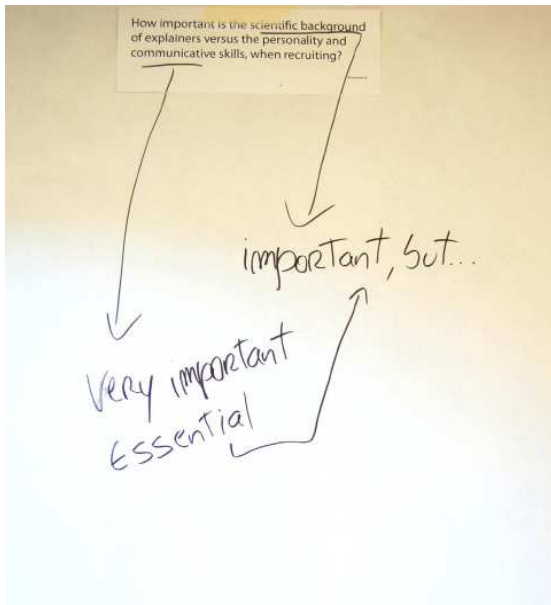 How important is the scientific background
of explainers versus the personality and
communicative skills, when recruiting?
important, but...
Very important
Essential